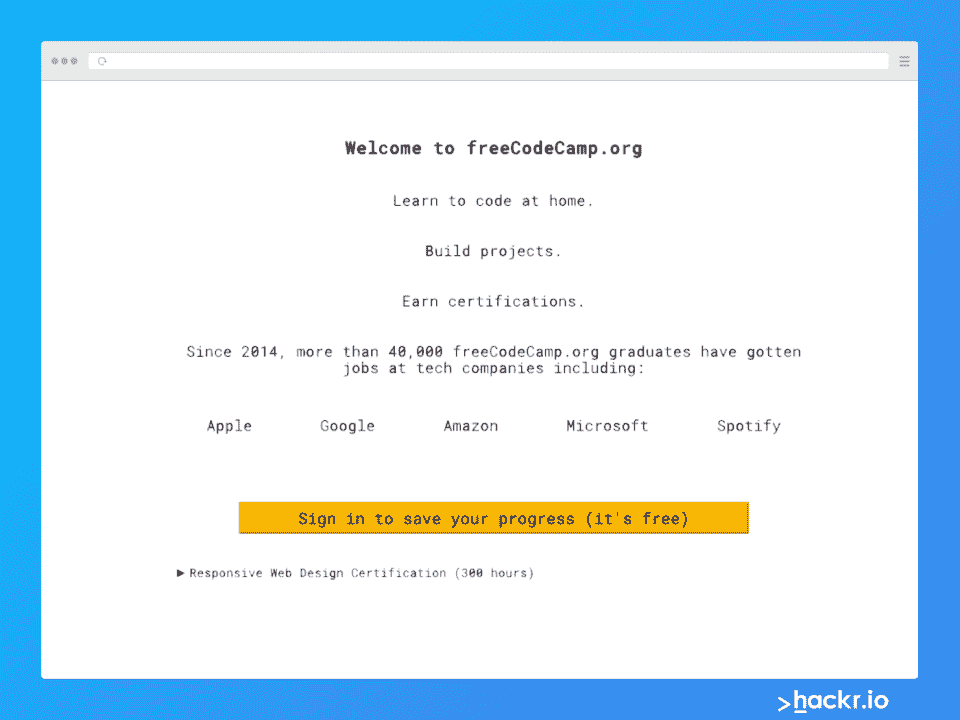 Welcome to freeCodeCamp.org
Learn to code at home.
Build projects.
Earn certifications.
Since 2014, more than 40,000 freeCodeCamp.org graduates have gotten
jobs at tech companies including:
Apple Google Amazon Microsoft Spotify
Sign in to save your progress (it's free)
▶ Responsive Web Design Certification (300 hours)
>hackr.io